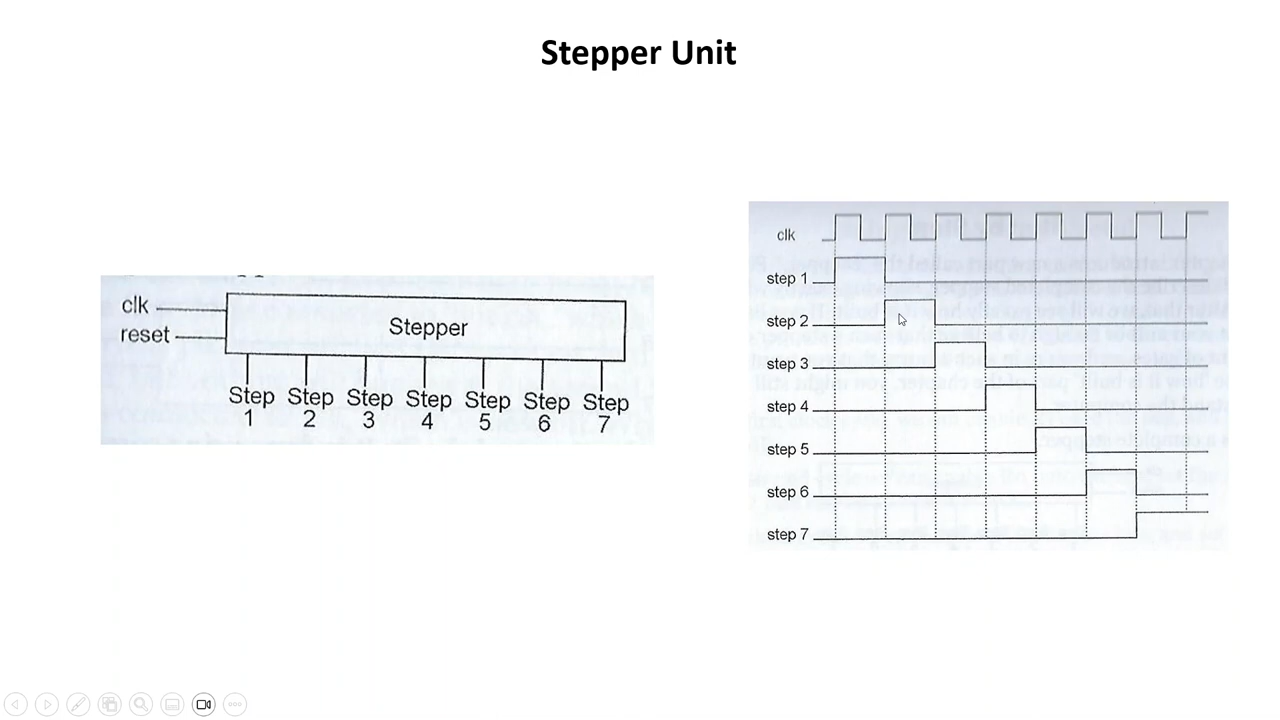 Stepper Unit
clk
reset
Stepper
Step 1
Step 2
Step 3
Step 4
Step 5
Step 6
Step 7
clk
step 1
step 2
step 3
step 4
step 5
step 6
step 7